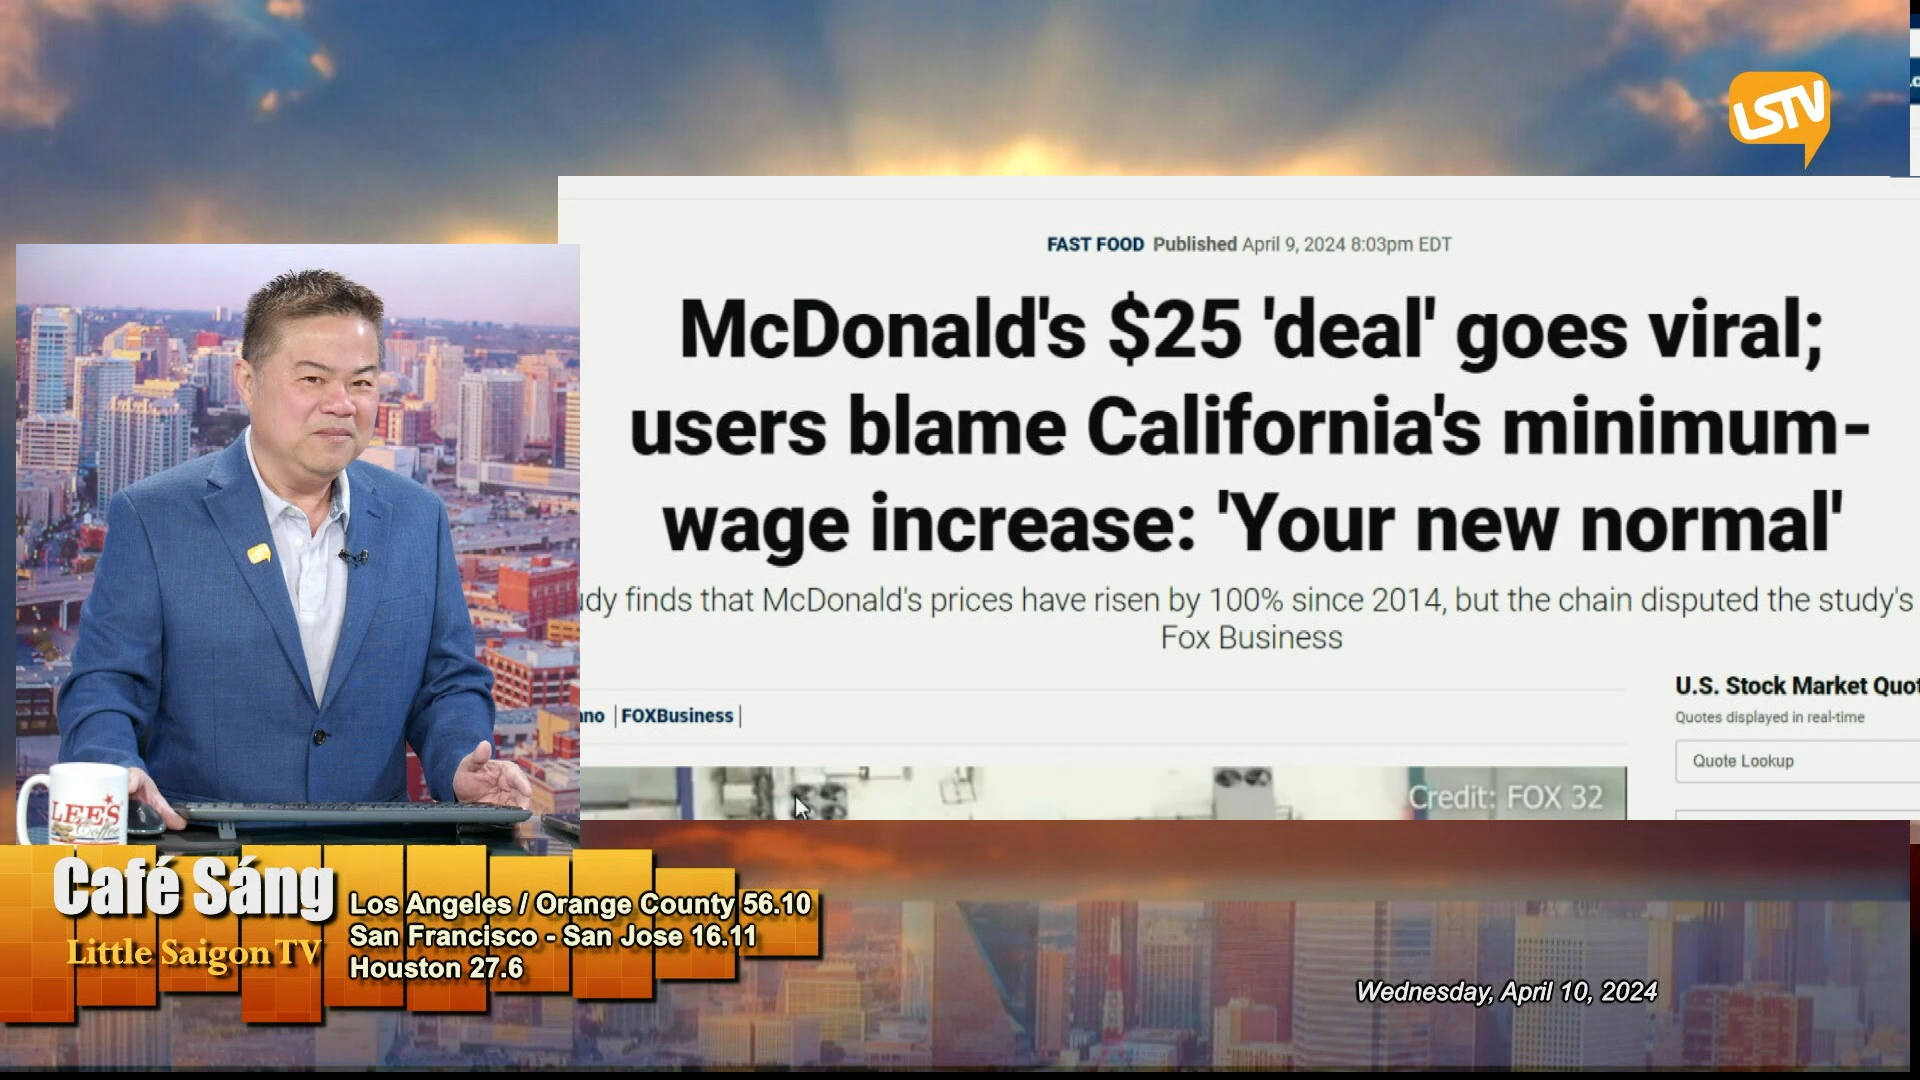 LSTV
FAST FOOD Published April 9, 2024 8:03pm EDT
McDonald's $25 'deal' goes viral;
users blame California's minimum-
wage increase: 'Your new normal'
finds that McDonald's prices have risen by 100% since 2014, but the chain disputed the study's
Fox Business
FOXBusiness
U.S. Stock Market
Quotes displayed in real-time
Quote Lookup
Credit: FOX 32
LEE'S
Coffee
Café Sáng
Little Saigon TV
Los Angeles / Orange County 56.10
San Francisco - San Jose 16.11
Houston 27.6
Wednesday, April 10, 2024